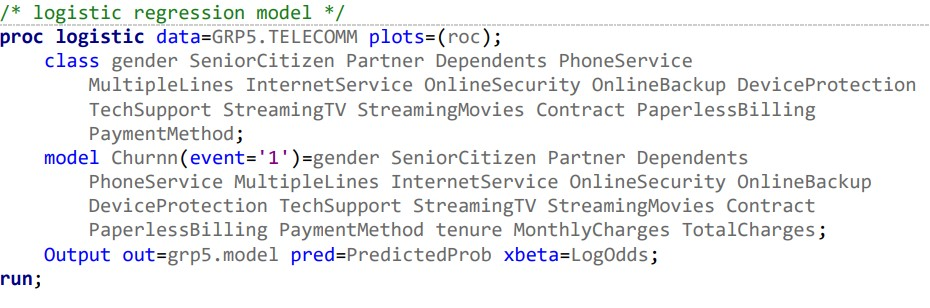 /* logistic regression model */
proc logistic data=GRP5.TELECOMM plots=(roc);
    class gender SeniorCitizen Partner Dependents PhoneService
        MultipleLines InternetService OnlineSecurity OnlineBackup DeviceProtection
        TechSupport StreamingTV StreamingMovies Contract PaperlessBilling
        PaymentMethod;
    model Churnn(event='1')=gender SeniorCitizen Partner Dependents
        PhoneService MultipleLines InternetService OnlineSecurity OnlineBackup
        DeviceProtection TechSupport StreamingTV StreamingMovies Contract
        PaperlessBilling PaymentMethod tenure MonthlyCharges TotalCharges;
    Output out=grp5.model pred=PredictedProb xbeta=LogOdds;
run;